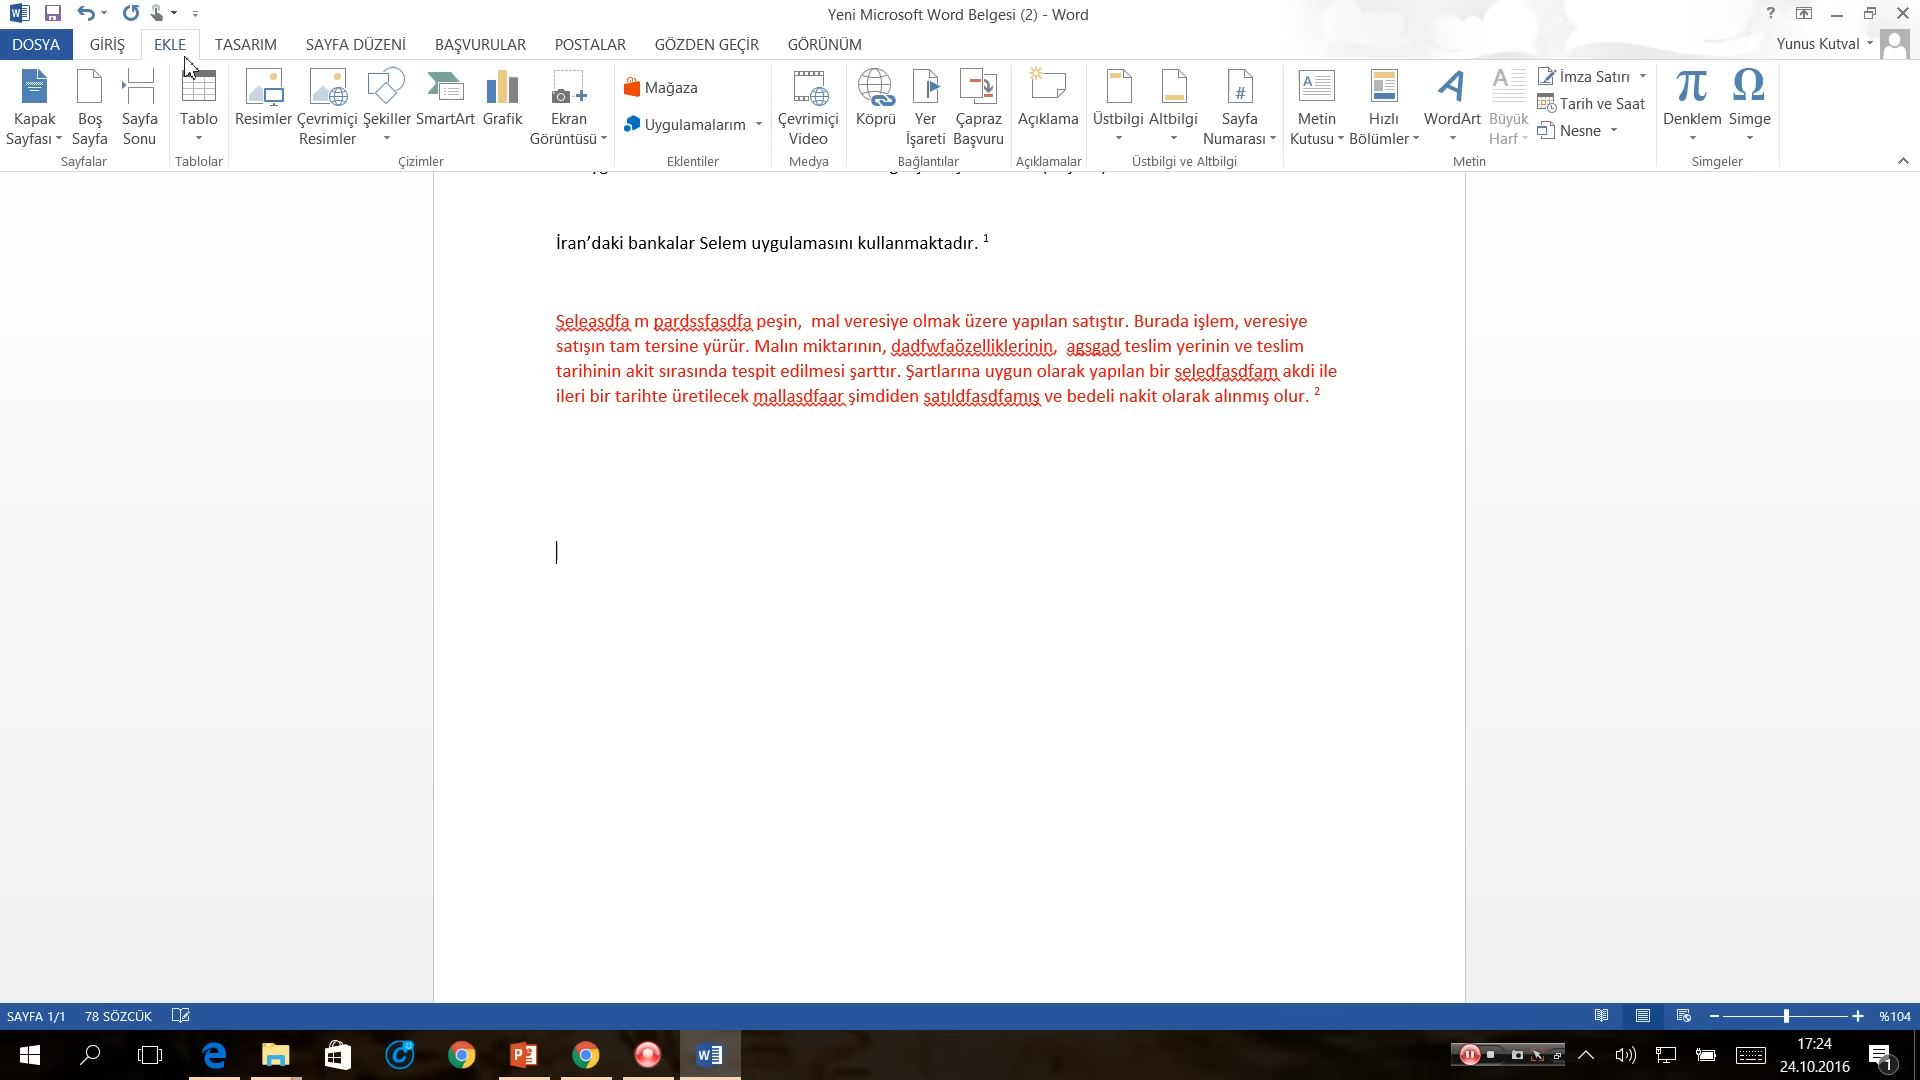 Yeni Microsoft Word Belgesi (2) - Word
?
DOSYA GİRİŞ EKLE TASARIM SAYFA DÜZENİ BAŞVURULAR POSTALAR GÖZDEN GEÇİR GÖRÜNÜM Yunus Kutval
Kapak Sayfası
Boş Sayfa
Sayfa Sonu
Sayfalar
Tablo
Tablolar
Resimler
Çevrimiçi Resimler
Şekiller
SmartArt
Grafik
Ekran Görüntüsü
Çizimler
Mağaza
Uygulamalarım
Eklentiler
Çevrimiçi Video
Medya
Köprü
Yer İşareti
Çapraz Başvuru
Bağlantılar
Açıklama
Açıklamalar
Üstbilgi
Altbilgi
Sayfa Numarası
Üstbilgi ve Altbilgi
Metin Kutusu
Hızlı Bölümler
WordArt
Büyük Harf
İmza Satırı
Tarih ve Saat
Nesne
Metin
Denklem
Simge
Simgeler
İran’daki bankalar Selem uygulamasını kullanmaktadır. 1
Seleasdfa m pardssfasdfa peşin, mal veresiye olmak üzere yapılan satıştır. Burada işlem, veresiye
satışın tam tersine yürür. Malın miktarının, dadfwfaözelliklerinin, agsgad teslim yerinin ve teslim
tarihinin akit sırasında tespit edilmesi şarttır. Şartlarına uygun olarak yapılan bir seledfasdfam akdi ile
ileri bir tarihte üretilecek mallasdfaar şimdiden satıldfasdfamış ve bedeli nakit olarak alınmış olur. 2
SAYFA 1/1 78 SÖZCÜK %104
17:24
24.10.2016
1